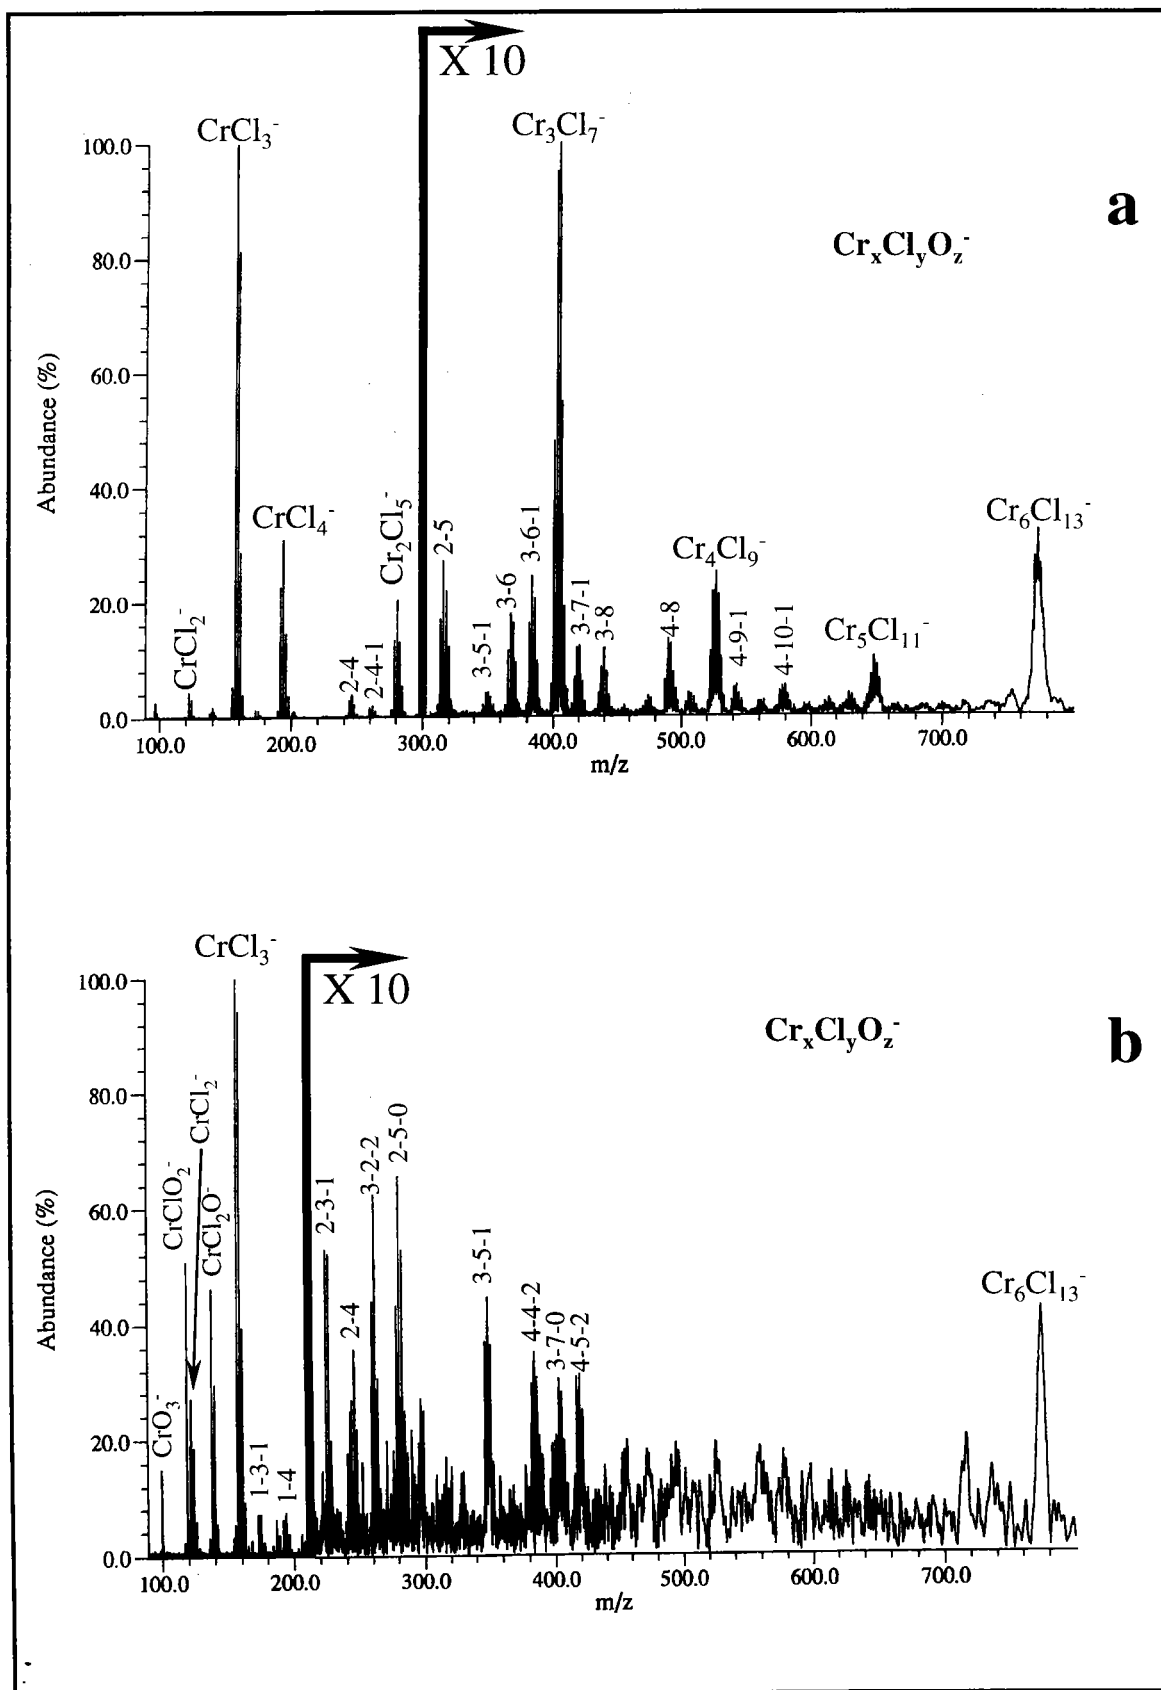 X 10
CrCl₃⁻
Cr₃Cl₇⁻
a
CrₓClᵧO_z⁻
100.0
80.0
60.0
40.0
20.0
0.0
Abundance (%)
CrCl₂⁻
CrCl₄⁻
2-4
2-4-1
Cr₂Cl₅⁻
2-5
3-5-1
3-6
3-6-1
3-7-1
3-8
4-8
Cr₄Cl₉⁻
4-9-1
4-10-1
Cr₅Cl₁₁⁻
Cr₆Cl₁₃⁻
100.0 200.0 300.0 400.0 500.0 600.0 700.0
m/z
CrCl₃⁻
X 10
b
CrₓClᵧO_z⁻
100.0
80.0
60.0
40.0
20.0
0.0
Abundance (%)
CrO₃⁻
CrClO₂⁻
CrCl₂⁻
CrCl₂O⁻
1-3-1
1-4
2-3-1
2-4
3-2-2
2-5-0
3-5-1
4-4-2
3-7-0
4-5-2
Cr₆Cl₁₃⁻
100.0 200.0 300.0 400.0 500.0 600.0 700.0
m/z